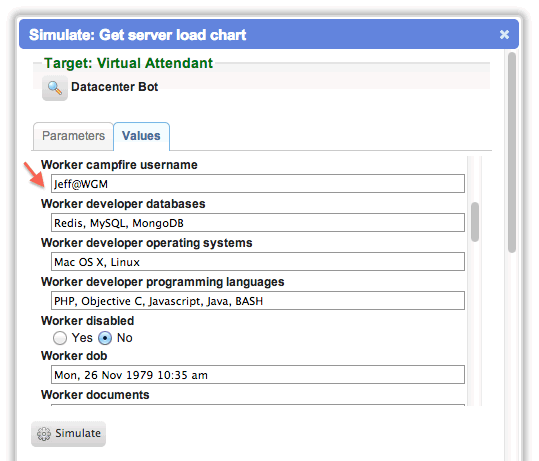 Simulate: Get server load chart
Target: Virtual Attendant
Datacenter Bot
Parameters Values
Worker campfire username
Jeff@WGM
Worker developer databases
Redis, MySQL, MongoDB
Worker developer operating systems
Mac OS X, Linux
Worker developer programming languages
PHP, Objective C, Javascript, Java, BASH
Worker disabled
Yes No
Worker dob
Mon, 26 Nov 1979 10:35 am
Worker documents
Simulate